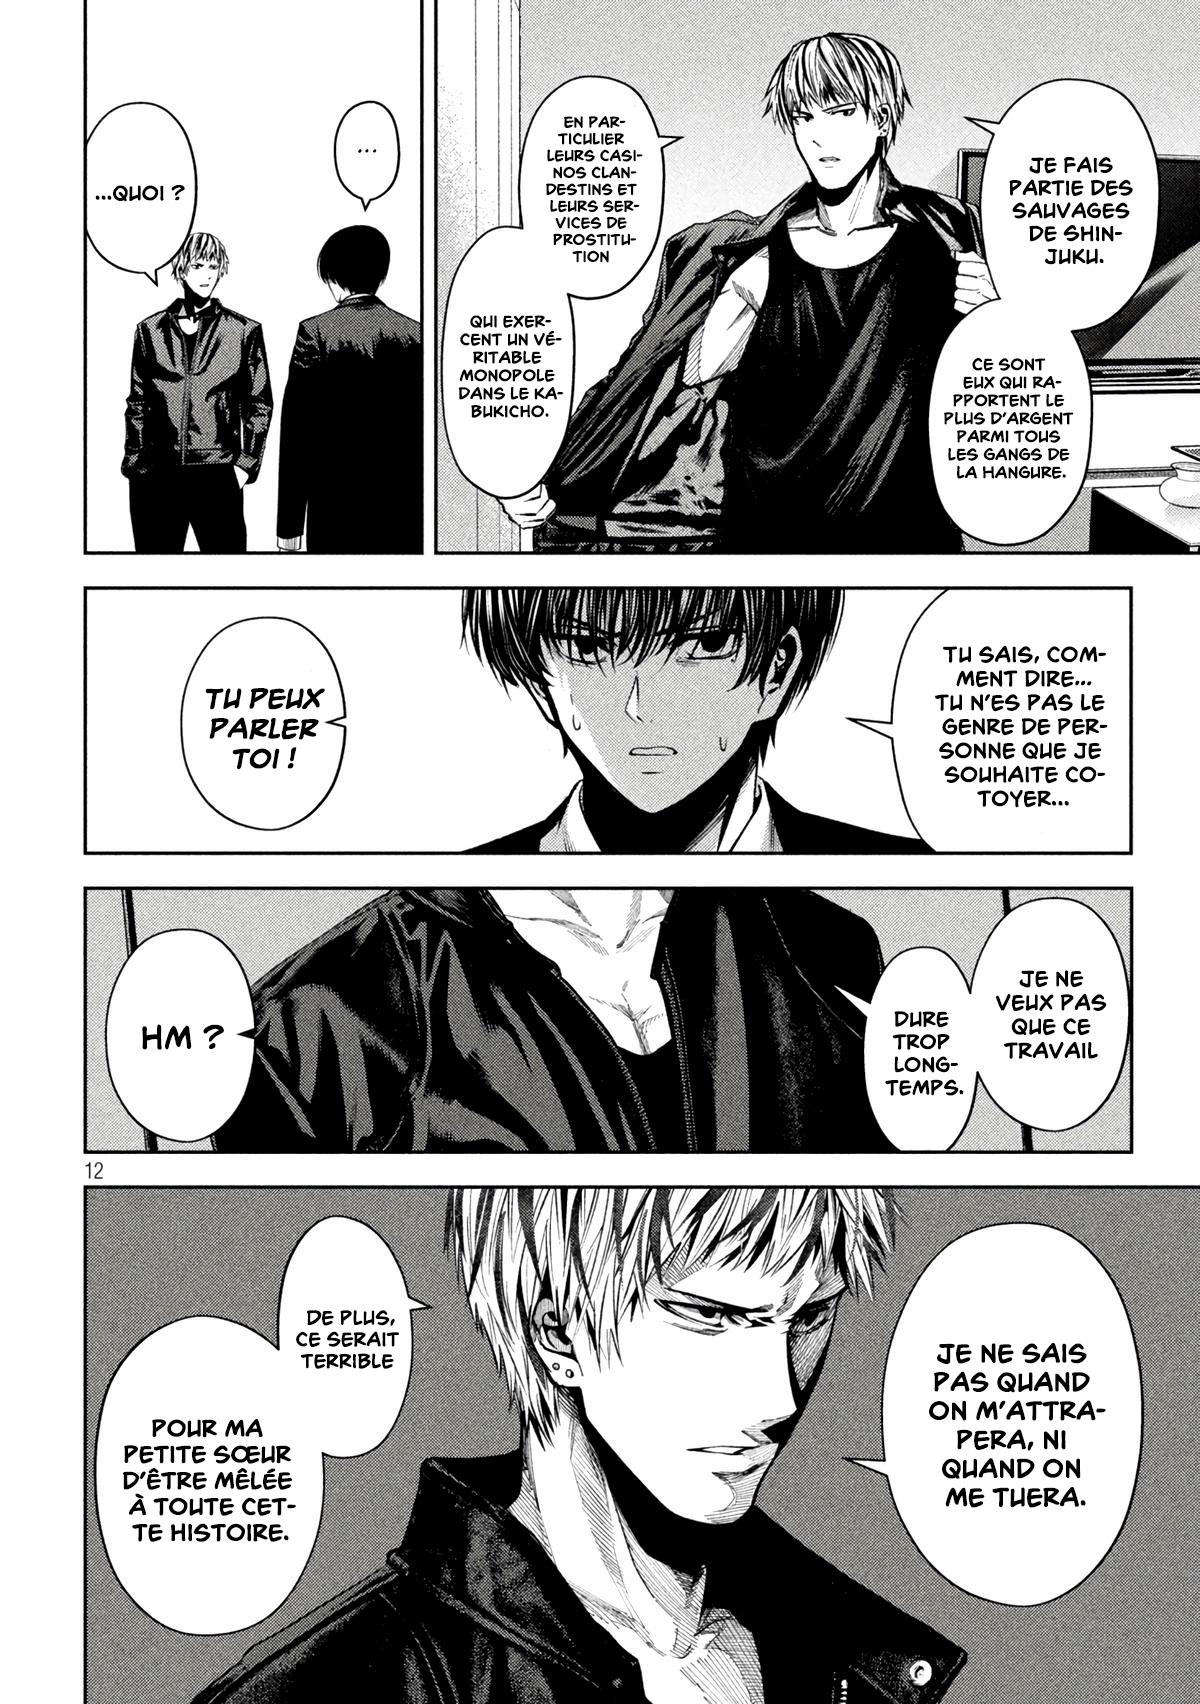 JE FAIS
PARTIE DES
SAUVAGES
DE SHIN-
JUKU.
CE SONT
EUX QUI RA-
PPORTENT LE
PLUS D'ARGENT
PARMI TOUS
LES GANGS DE
LA HANGURE.
EN PAR-
TICULIER
LEURS CASI-
NOS CLAN-
DESTINS ET
LEURS SER-
VICES DE
PROSTITU-
TION
QUI EXER-
CENT UN VÉ-
RITABLE
MONOPOLE
DANS LE KA-
BUKICHO.
...
...QUOI ?
TU SAIS, COM-
MENT DIRE...
TU N'ES PAS LE
GENRE DE PER-
SONNE QUE JE
SOUHAITE CO-
TOYER...
TU PEUX
PARLER
TOI !
JE NE
VEUX PAS
QUE CE
TRAVAIL
DURE
TROP
LONG-
TEMPS.
HM ?
12
JE NE SAIS
PAS QUAND
ON M'ATTRA-
PERA, NI
QUAND ON
ME TUERA.
DE PLUS,
CE SERAIT
TERRIBLE
POUR MA
PETITE SŒUR
D'ÊTRE MÊLÉE
À TOUTE CET-
TE HISTOIRE.